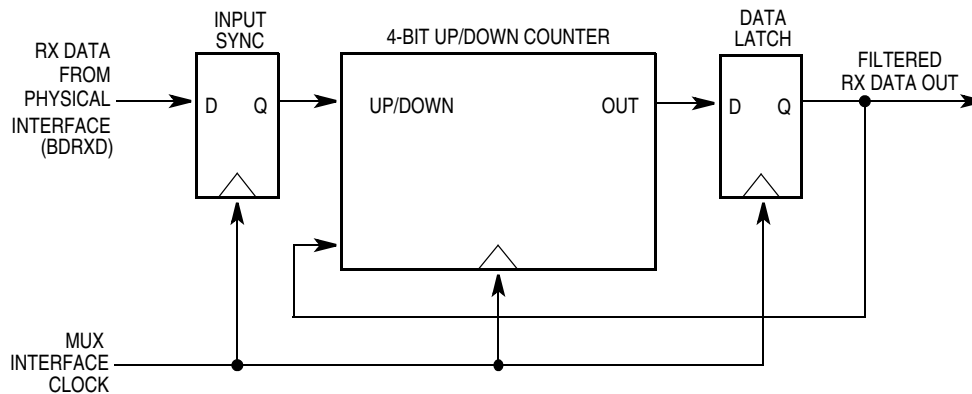 INPUT
SYNC
4-BIT UP/DOWN COUNTER
DATA
LATCH
RX DATA
FROM
PHYSICAL
INTERFACE
(BDRXD)
D Q
UP/DOWN OUT
D Q
FILTERED
RX DATA OUT
MUX
INTERFACE
CLOCK